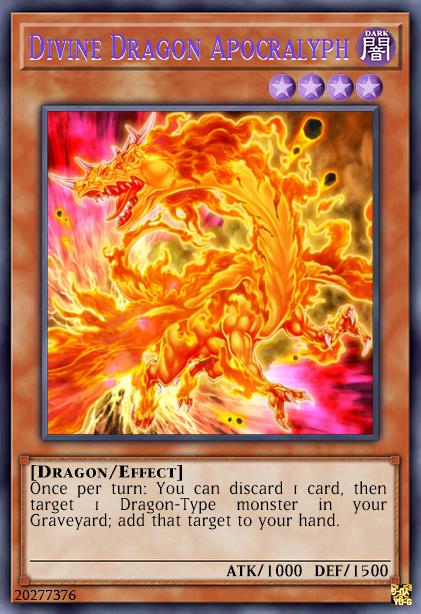 DIVINE DRAGON APOCRALYPH
DARK
闇
[DRAGON/EFFECT]
Once per turn: You can discard 1 card, then
target 1 Dragon-Type monster in your
Graveyard; add that target to your hand.
ATK/1000 DEF/1500
20277376